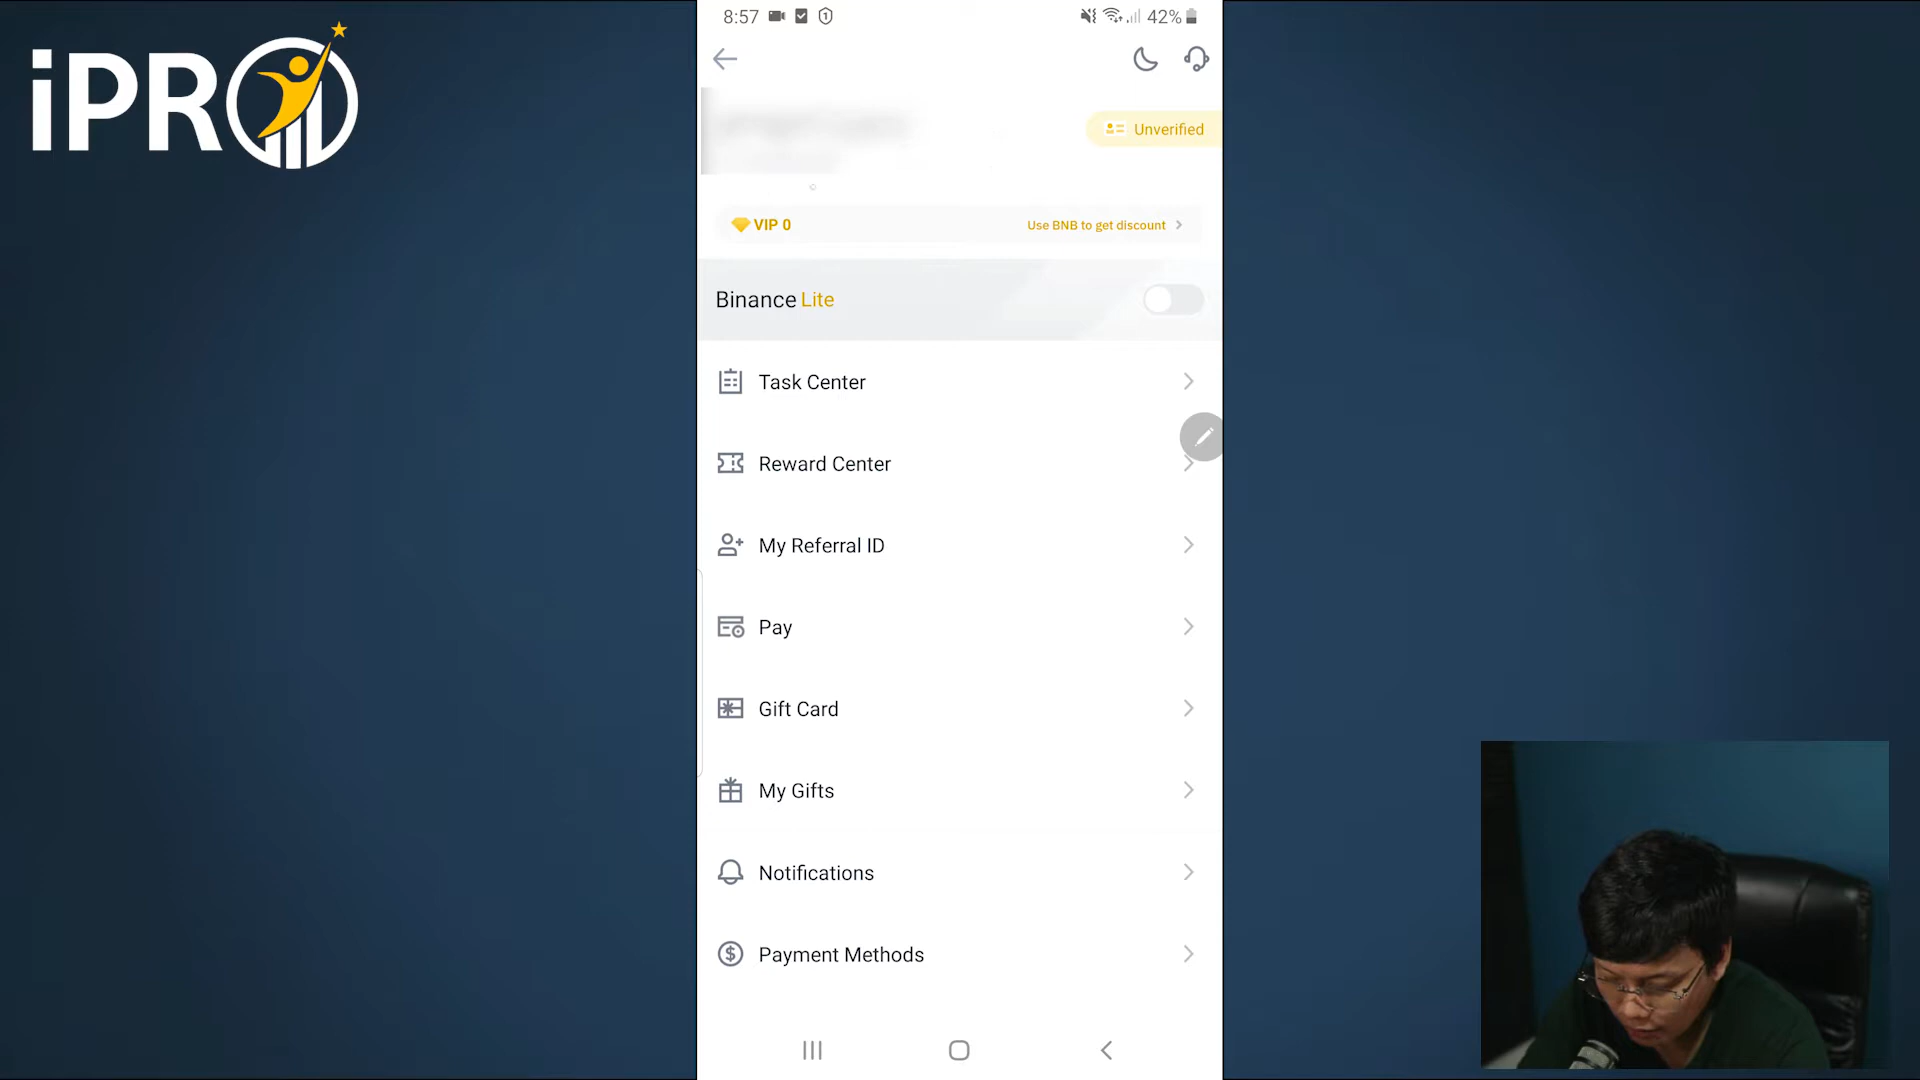 iPRO
8:57
42%
Unverified
VIP 0
Use BNB to get discount
Binance Lite
Task Center
Reward Center
My Referral ID
Pay
Gift Card
My Gifts
Notifications
Payment Methods